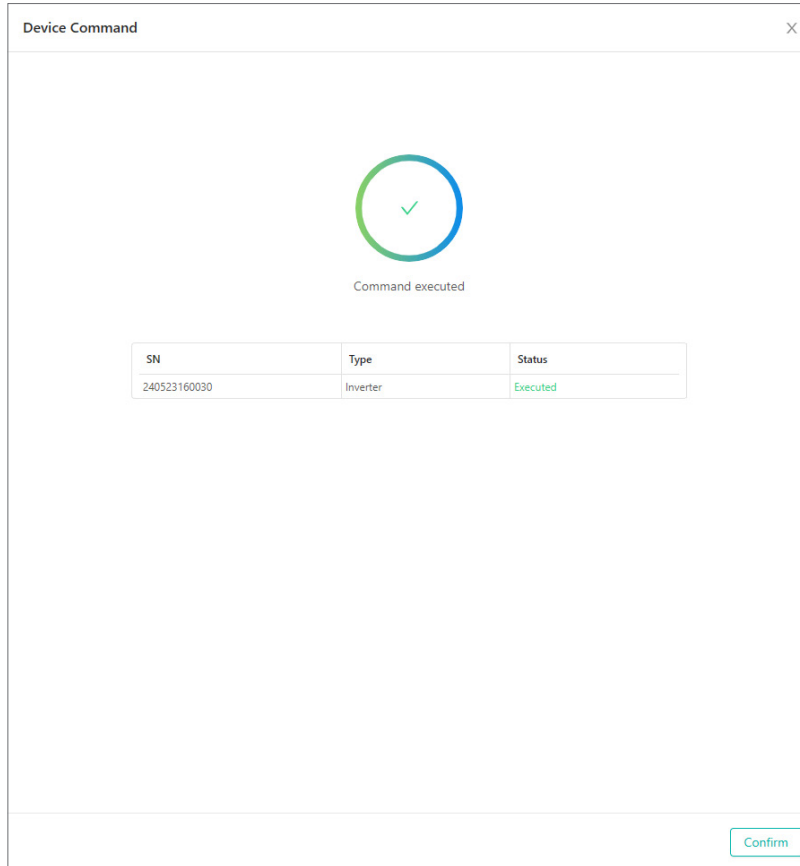 Device Command
Command executed
SN Type Status
240523160030 Inverter Executed
Confirm